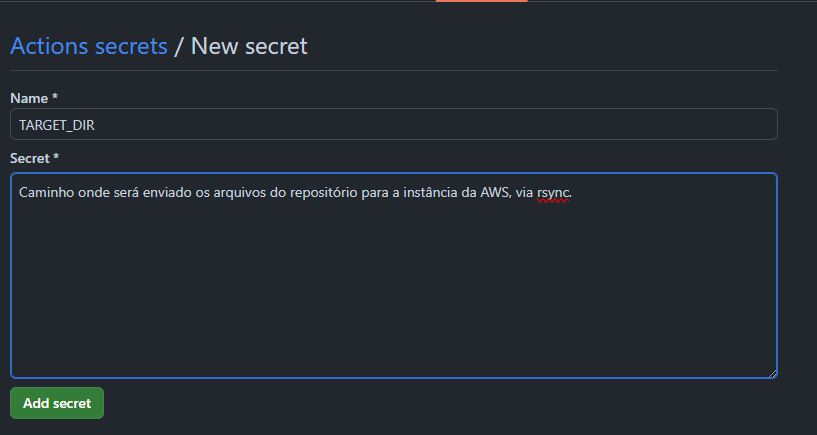 Actions secrets / New secret
Name *
TARGET_DIR
Secret *
Caminho onde será enviado os arquivos do repositório para a instância da AWS, via rsync.
Add secret